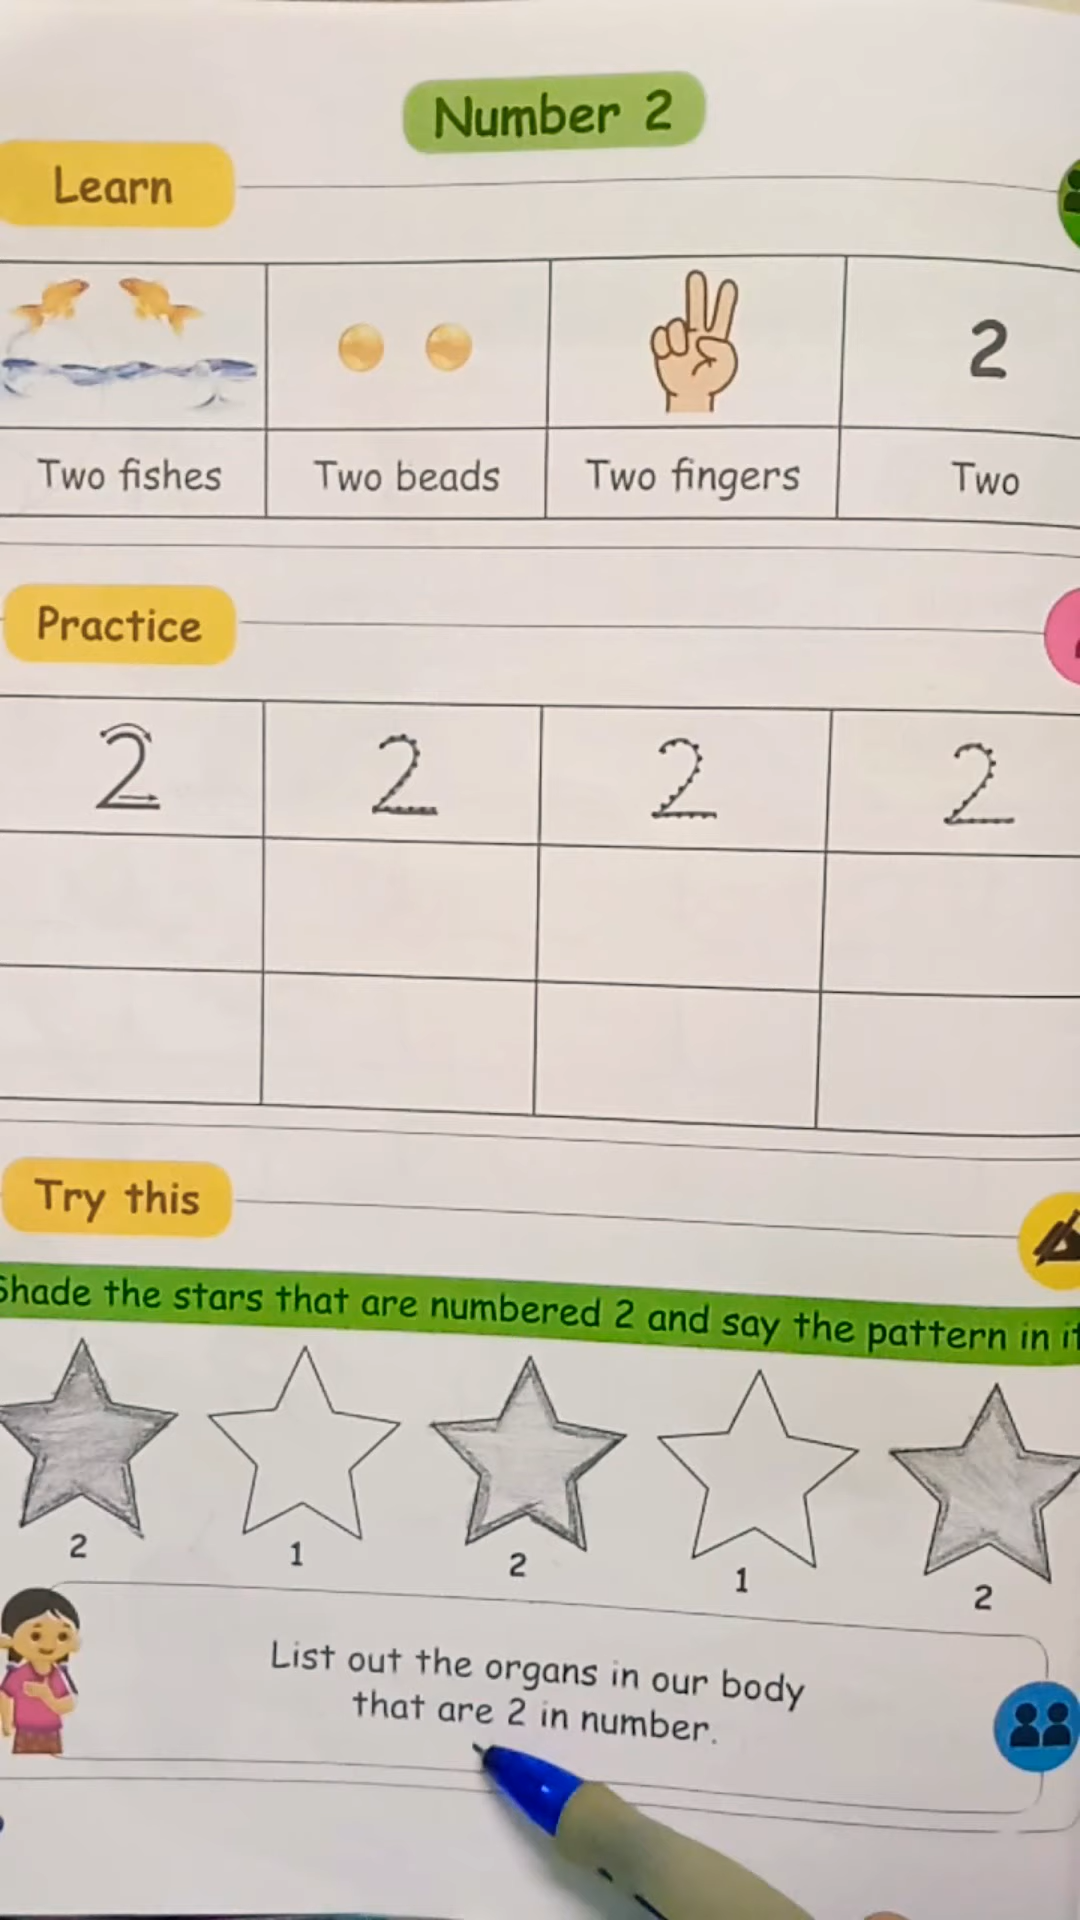 Number 2
Learn
2
Two fishes Two beads Two fingers Two
Practice
2 2 2 2
Try this
Shade the stars that are numbered 2 and say the pattern in it
2 1 2 1 2
List out the organs in our body
that are 2 in number.